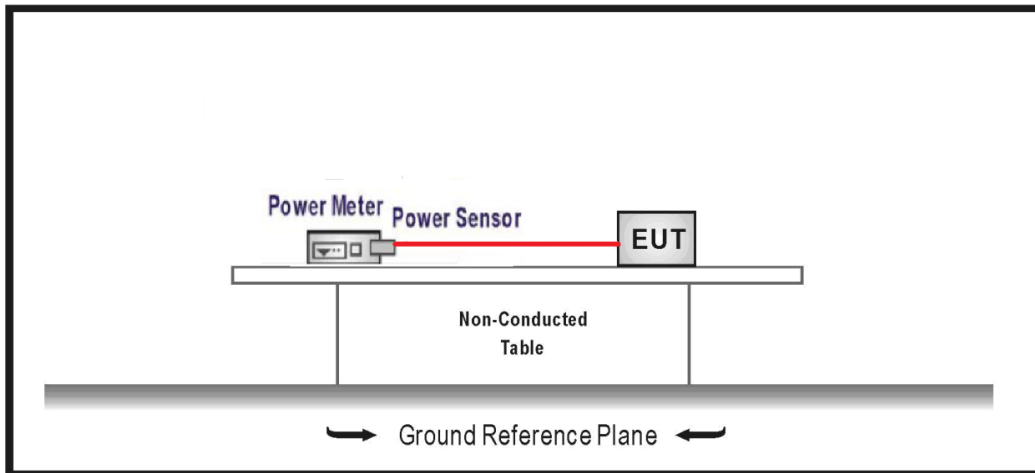 Power Meter
Power Sensor
EUT
Non-Conducted
Table
Ground Reference Plane